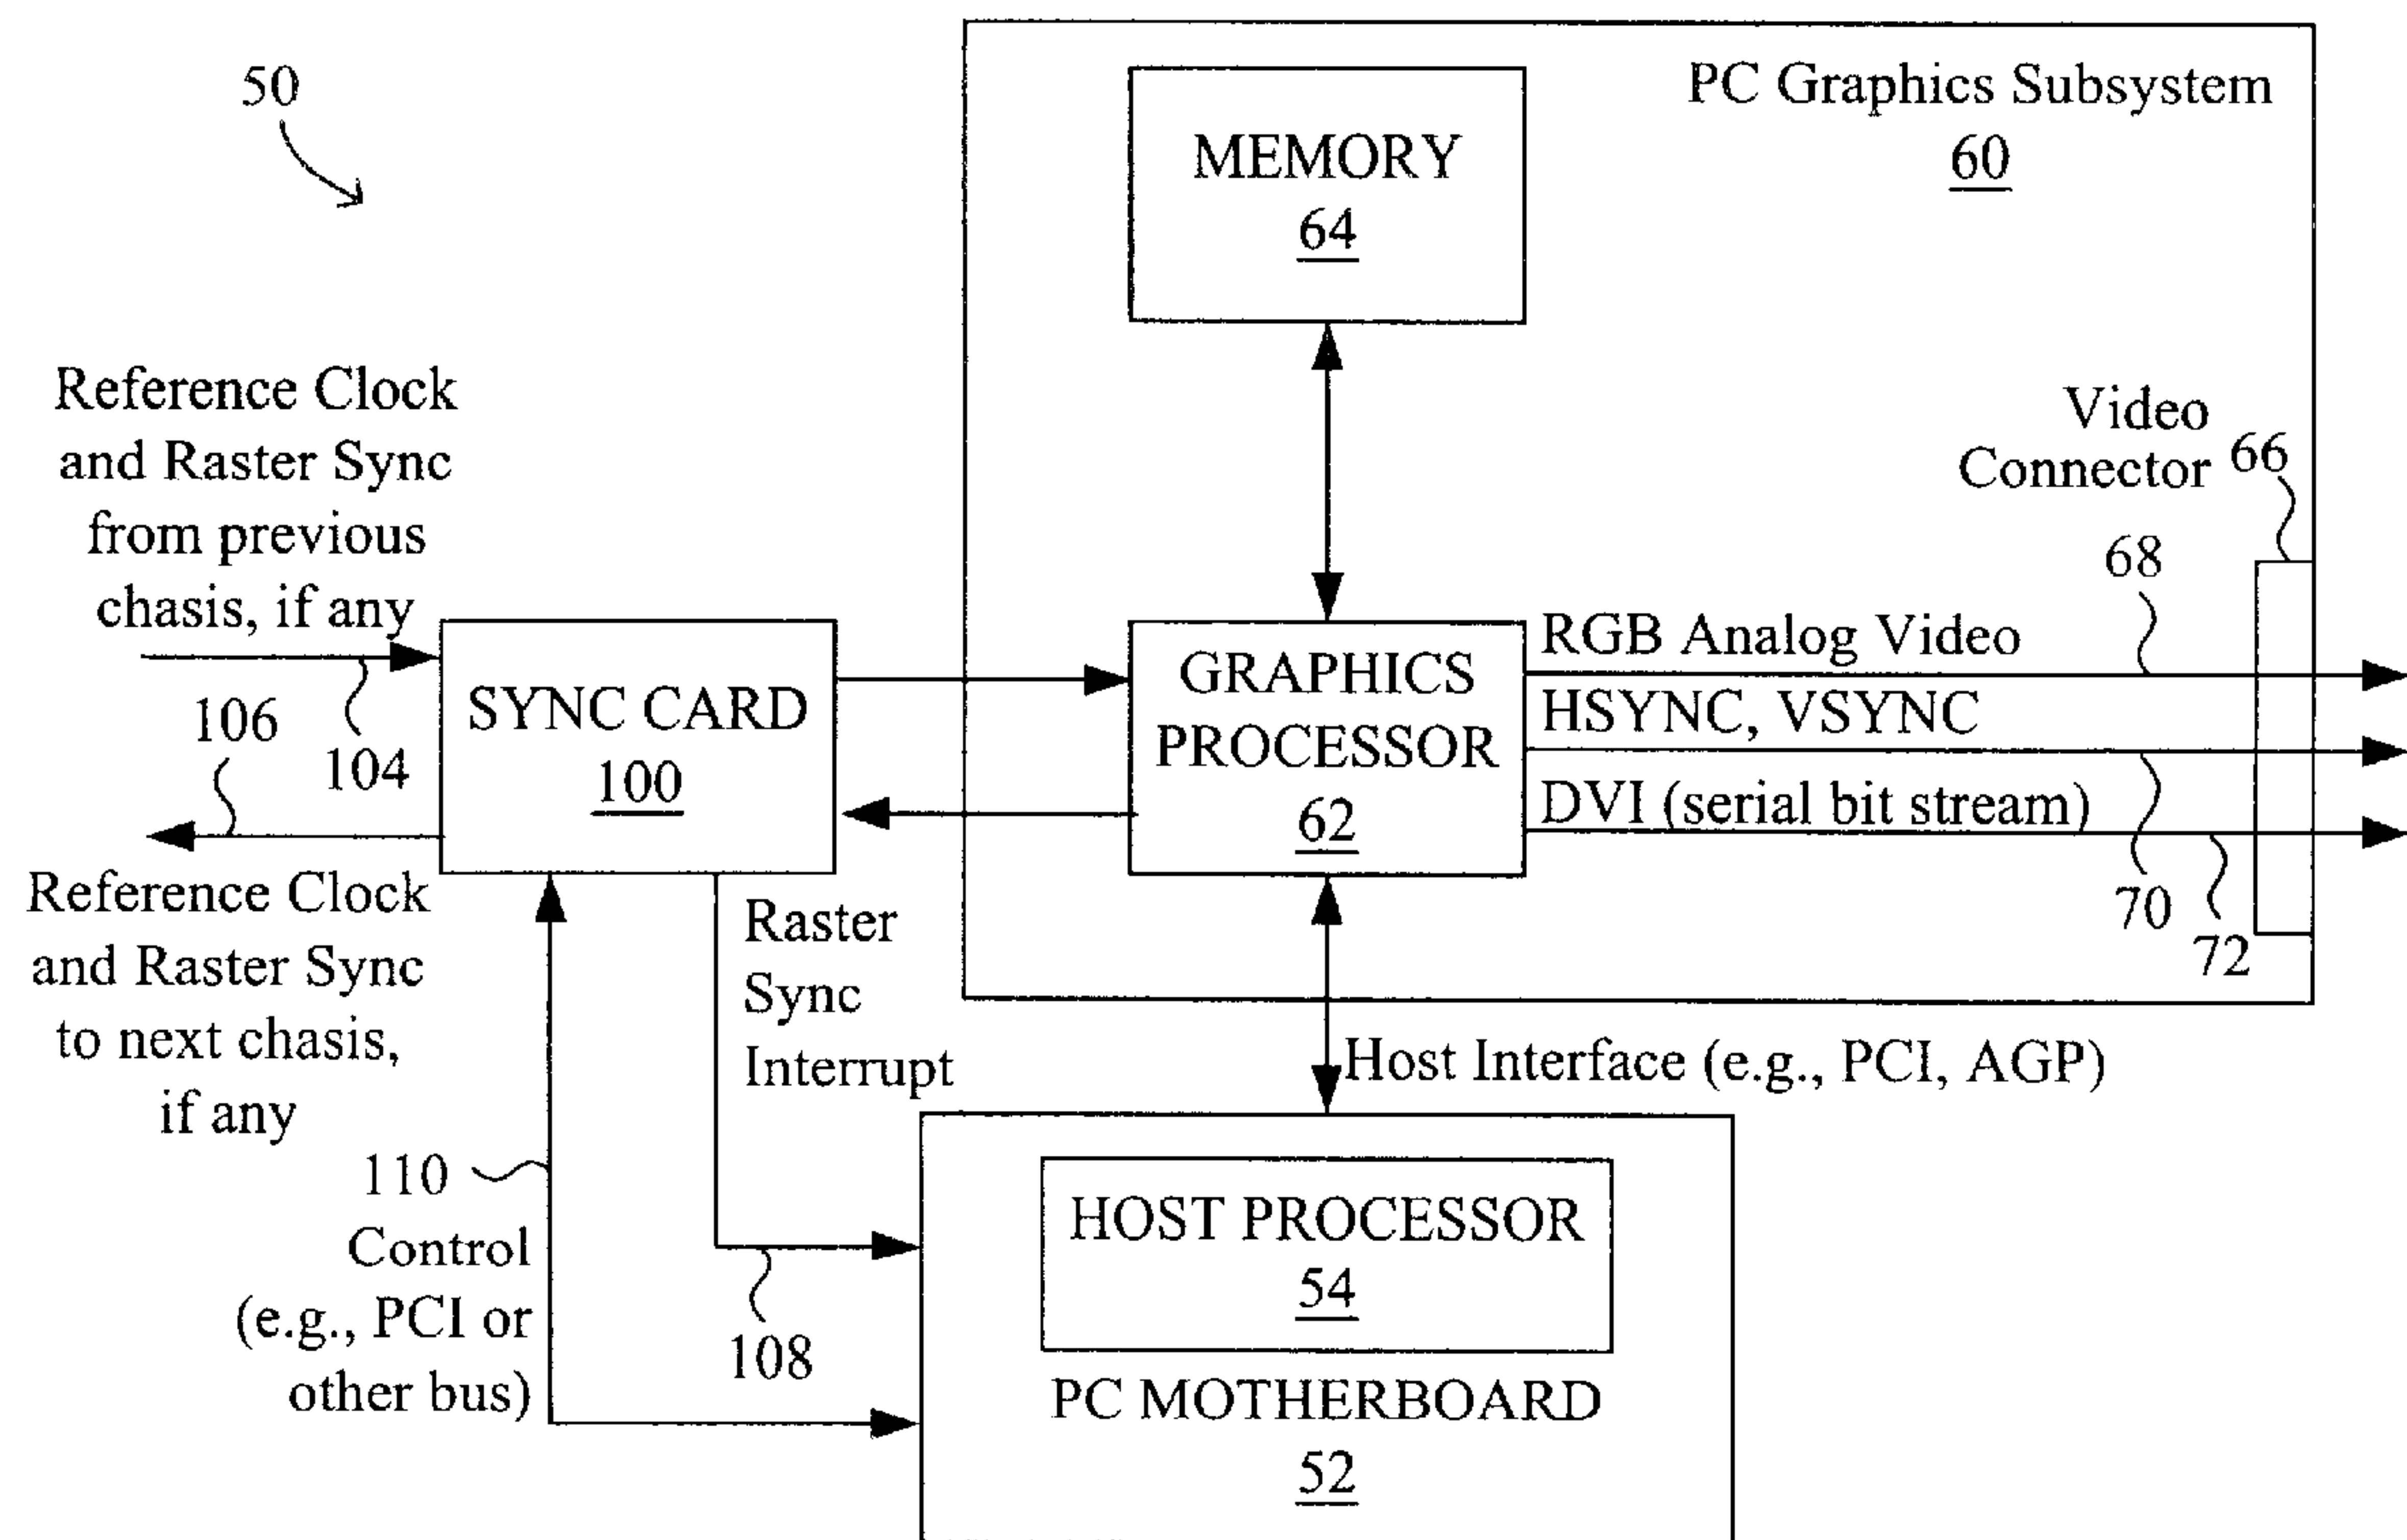 50
PC Graphics Subsystem
60
MEMORY
64
Reference Clock
and Raster Sync
from previous
chasis, if any
Video
Connector
66
68
SYNC CARD
100
104
106
GRAPHICS
PROCESSOR
62
RGB Analog Video
HSYNC, VSYNC
DVI (serial bit stream)
70
72
Reference Clock
and Raster Sync
to next chasis,
if any
Raster
Sync
Interrupt
Host Interface (e.g., PCI, AGP)
110
Control
(e.g., PCI or
other bus)
108
HOST PROCESSOR
54
PC MOTHERBOARD
52